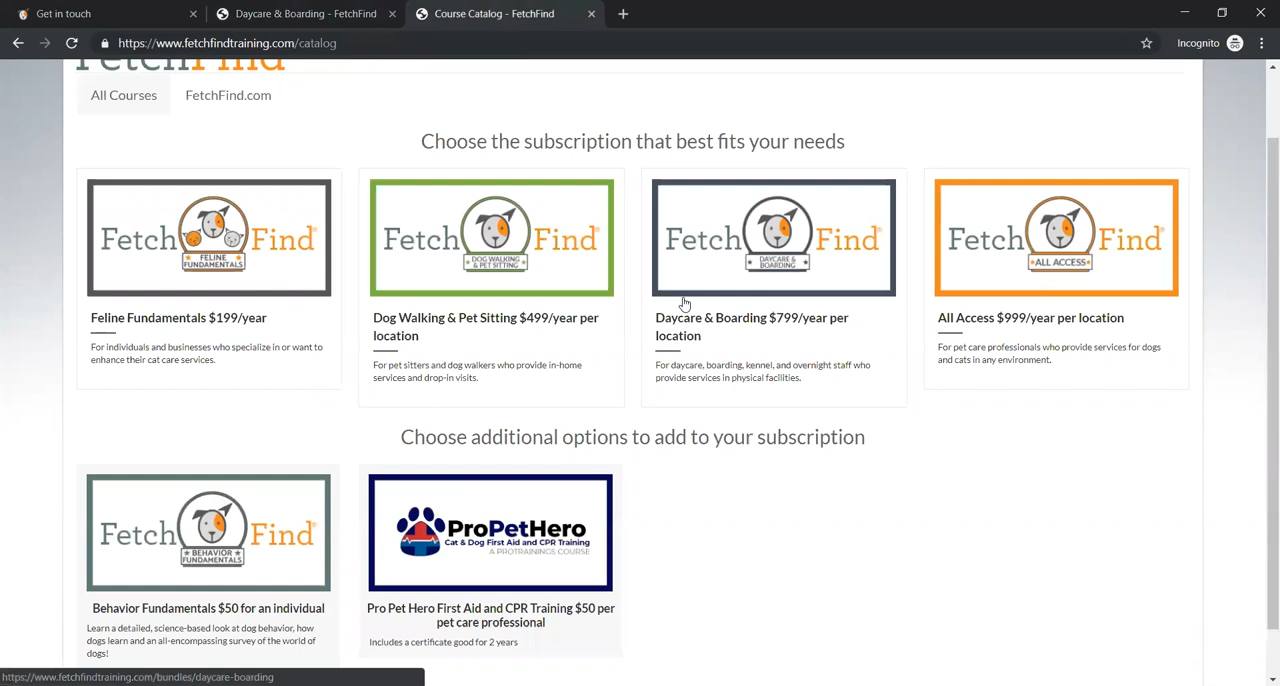 Get in touch
Daycare & Boarding - FetchFind
Course Catalog - FetchFind
https://www.fetchfindtraining.com/catalog
Incognito
FetchFind
All Courses
FetchFind.com
Choose the subscription that best fits your needs
Fetch Find®
FELINE
FUNDAMENTALS
Fetch Find®
DOG WALKING
& PET SITTING
Fetch Find®
DAYCARE &
BOARDING
Fetch Find®
ALL ACCESS
Feline Fundamentals $199/year
For individuals and businesses who specialize in or want to
enhance their cat care services.
Dog Walking & Pet Sitting $499/year per
location
For pet sitters and dog walkers who provide in-home
services and drop-in visits.
Daycare & Boarding $799/year per
location
For daycare, boarding, kennel, and overnight staff who
provide services in physical facilities.
All Access $999/year per location
For pet care professionals who provide services for dogs
and cats in any environment.
Choose additional options to add to your subscription
Fetch Find®
BEHAVIOR
FUNDAMENTALS
ProPetHero
Cat & Dog First Aid and CPR Training
A PROTRAININGS COURSE
Behavior Fundamentals $50 for an individual
Learn a detailed, science-based look at dog behavior, how
dogs learn and an all-encompassing survey of the world of
dogs!
Pro Pet Hero First Aid and CPR Training $50 per
pet care professional
Includes a certificate good for 2 years
https://www.fetchfindtraining.com/bundles/daycare-boarding